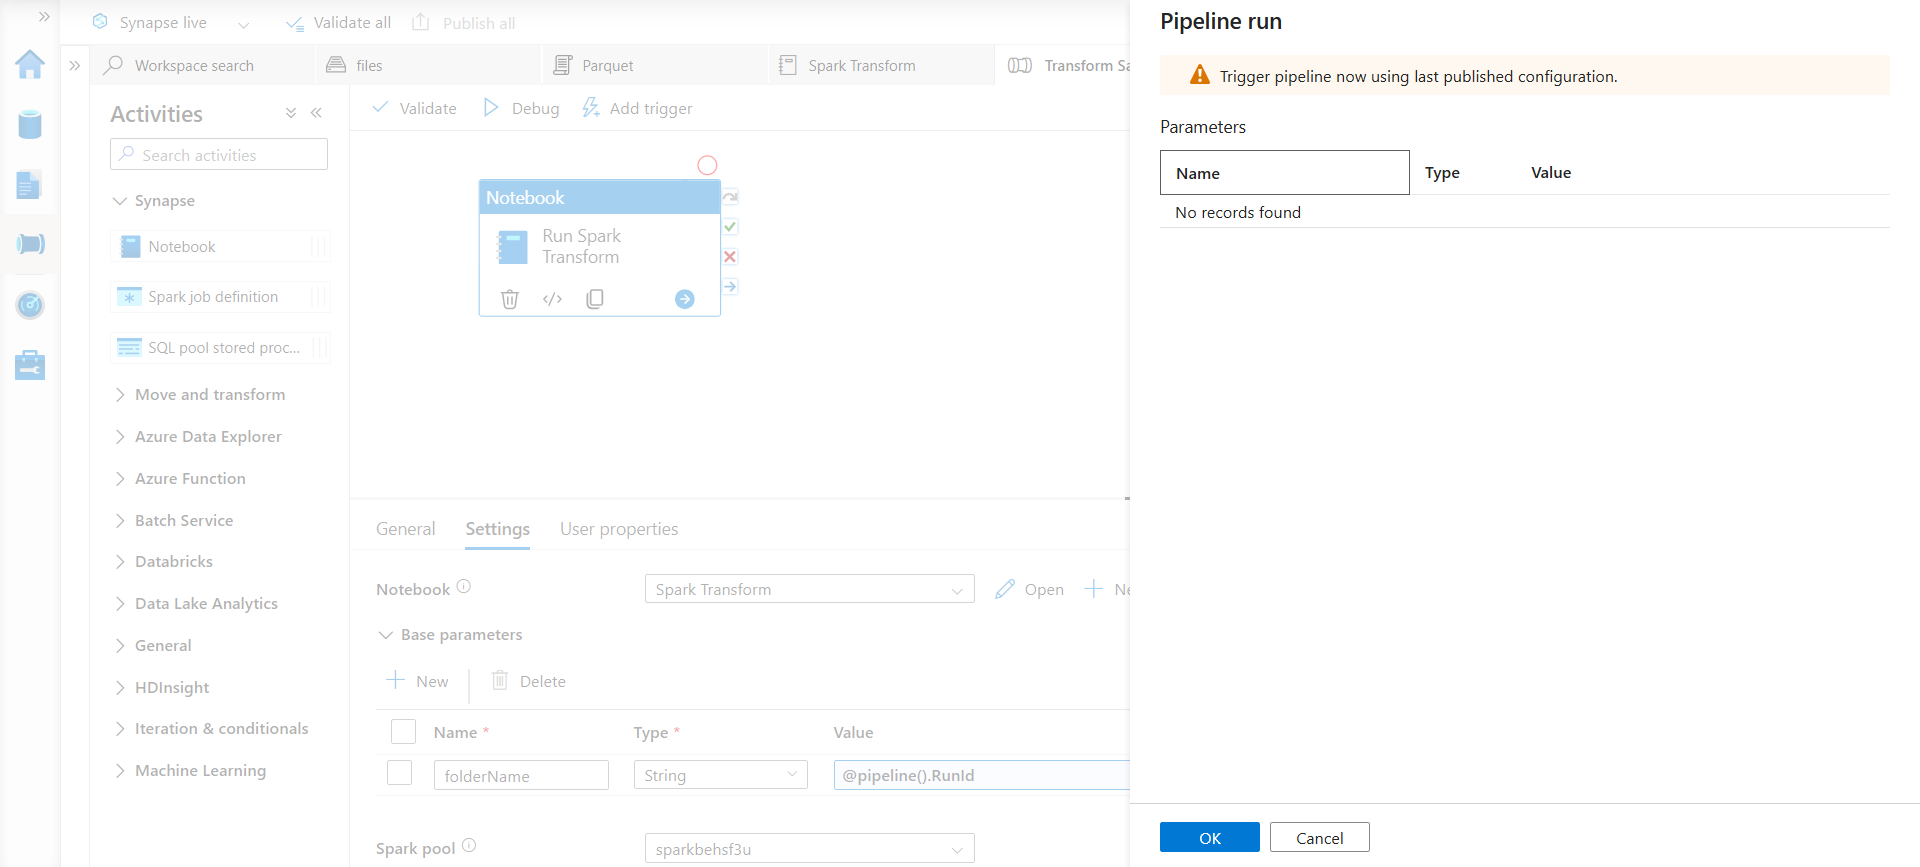 Synapse live
Validate all
Publish all
Workspace search
files
Parquet
Spark Transform
Transform Sa
Activities
Search activities
Synapse
Notebook
Spark job definition
SQL pool stored proc...
Move and transform
Azure Data Explorer
Azure Function
Batch Service
Databricks
Data Lake Analytics
General
HDInsight
Iteration & conditionals
Machine Learning
Validate
Debug
Add trigger
Notebook
Run Spark
Transform
General
Settings
User properties
Notebook
Spark Transform
Open
Ne
Base parameters
New
Delete
Name *
Type *
Value
folderName
String
@pipeline().RunId
Spark pool
sparkbehsf3u
Pipeline run
Trigger pipeline now using last published configuration.
Parameters
Name
Type
Value
No records found
OK
Cancel